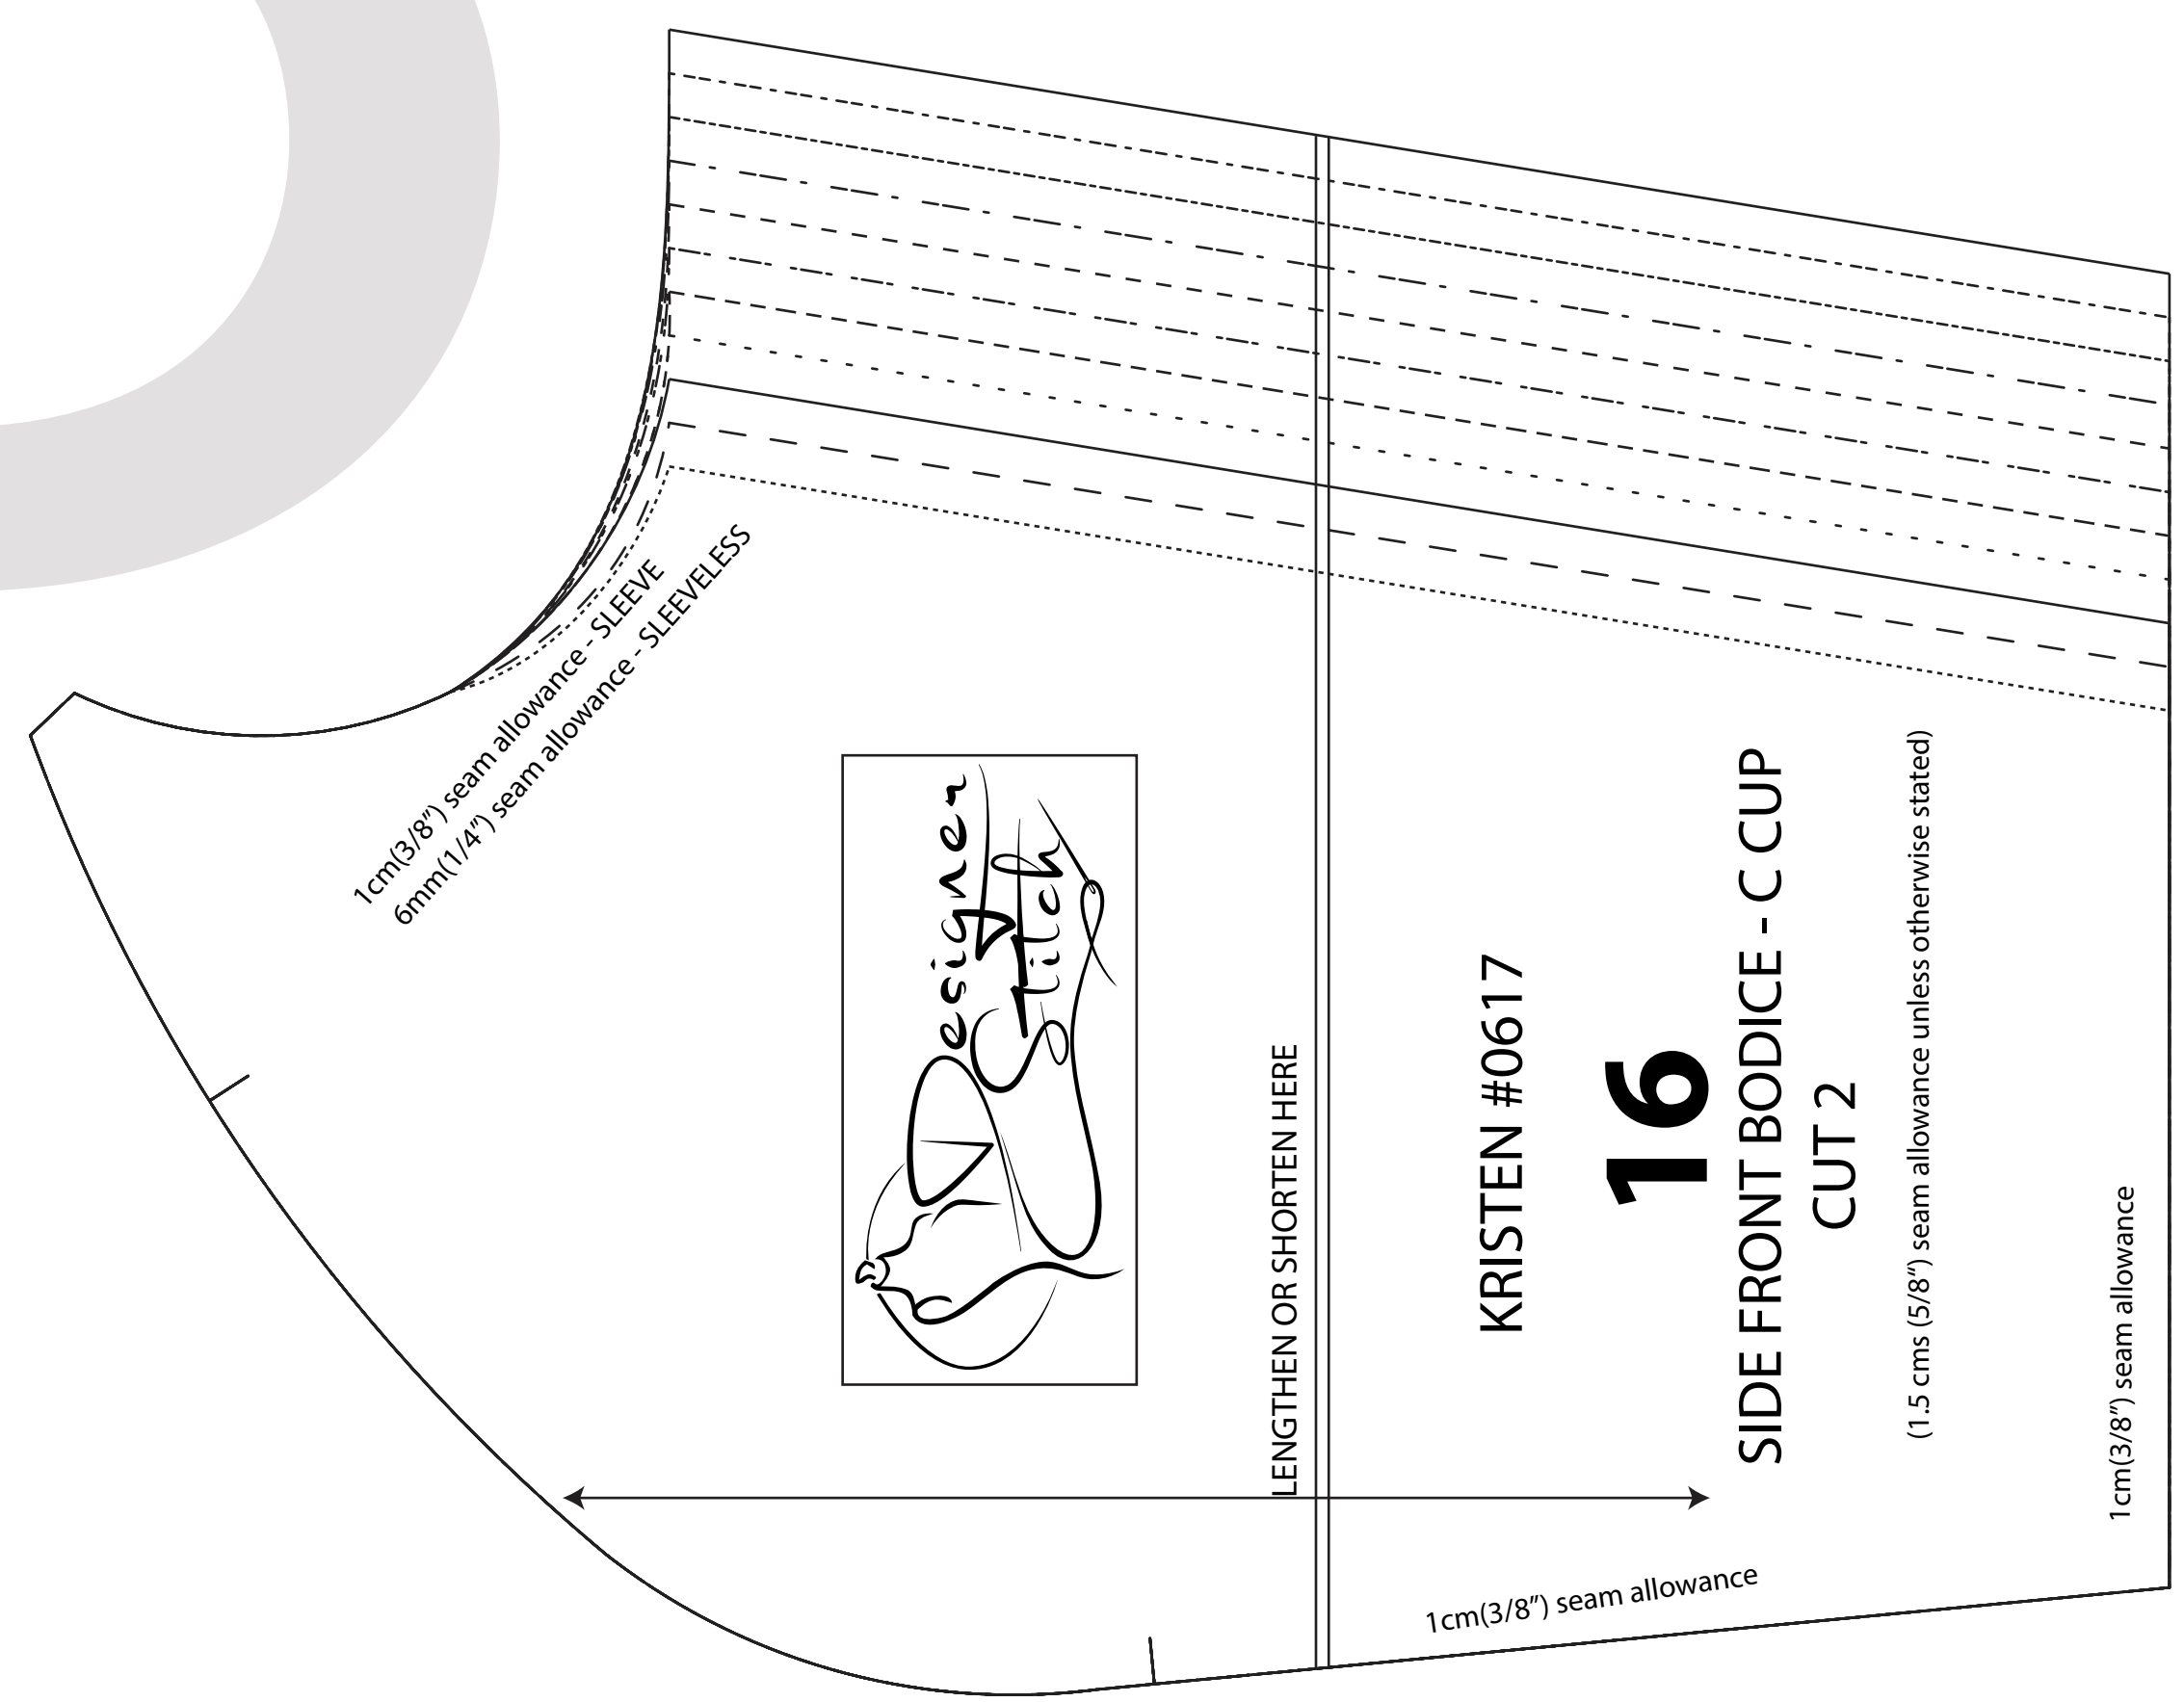 1cm(3/8") seam allowance - SLEEVE
6mm(1/4") seam allowance - SLEEVELESS
Designer
Stitch
LENGTHEN OR SHORTEN HERE
KRISTEN #0617
16
SIDE FRONT BODICE - C CUP
CUT 2
(1.5 cms (5/8") seam allowance unless otherwise stated)
1cm(3/8") seam allowance
1cm(3/8") seam allowance